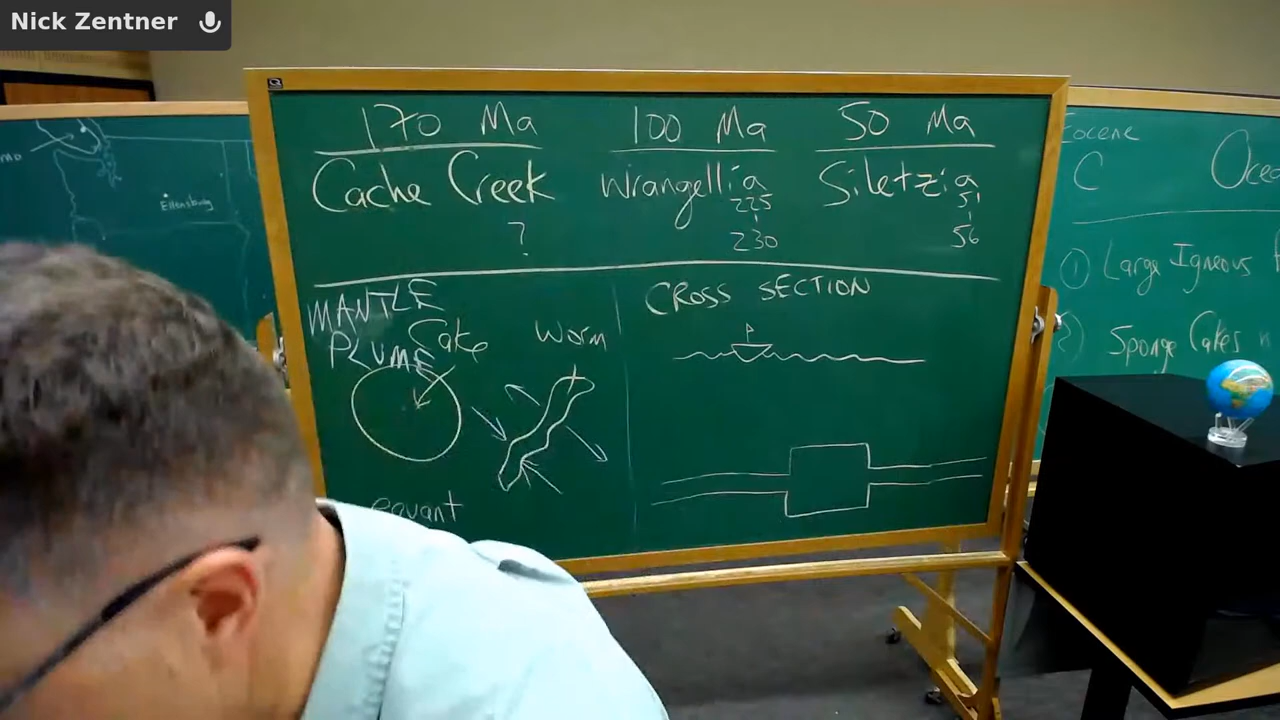 Nick Zentner
170 Ma
100 Ma
50 Ma
Cache Creek
Wrangellia
Siletzia
?
225
230
51
56
MANTLE
PLUME
Cake
Worm
equant
CROSS SECTION
P
Ellensburg
Eocene
C
① Large Igneous
Sponge Cakes